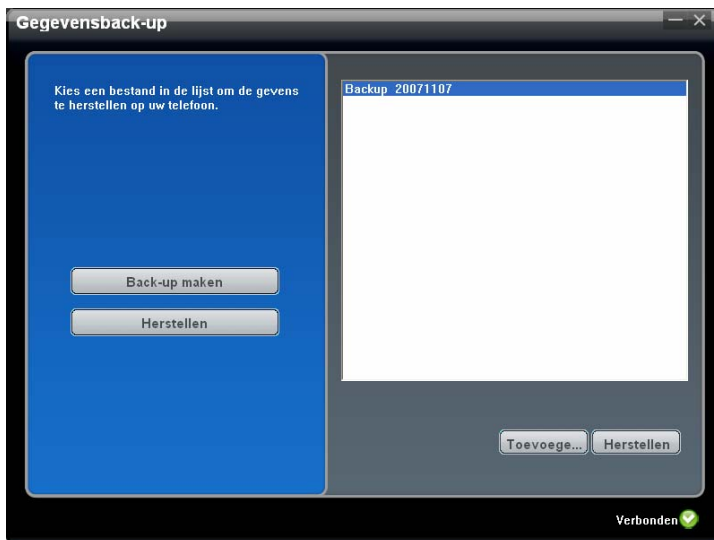 Gegevensback-up
Kies een bestand in de lijst om de gevens
te herstellen op uw telefoon.
Back-up maken
Herstellen
Backup 20071107
Toevoege... Herstellen
Verbonden